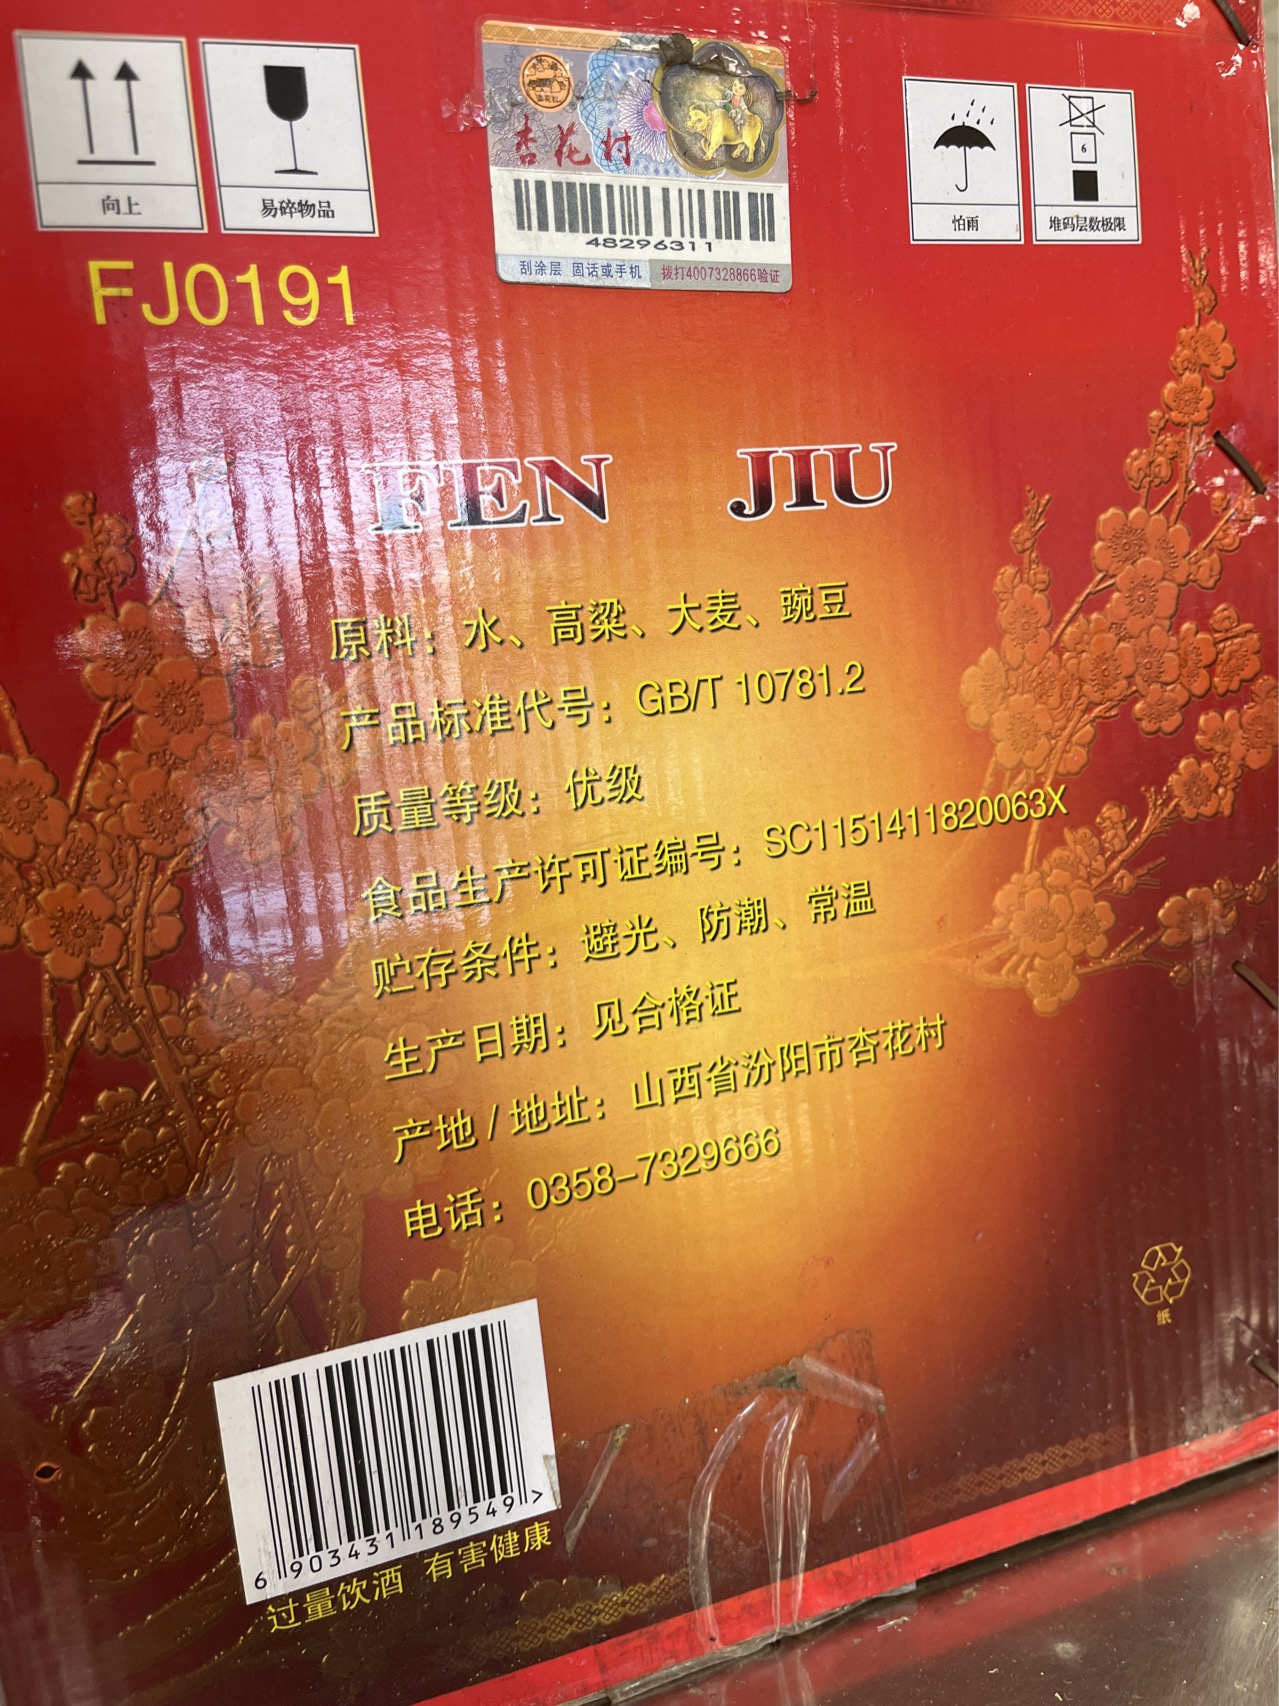 向上
易碎物品
杏花村
48296311
刮涂层 固话或手机 拨打4007328866验证
怕雨
6
堆码层数极限
FJ0191
FEN JIU
原料：水、高粱、大麦、豌豆
产品标准代号：GB/T 10781.2
质量等级：优级
食品生产许可证编号：SC1151411820063X
贮存条件：避光、防潮、常温
生产日期：见合格证
产地/地址：山西省汾阳市杏花村
电话：0358-7329666
纸
6 903431 189549 >
过量饮酒 有害健康